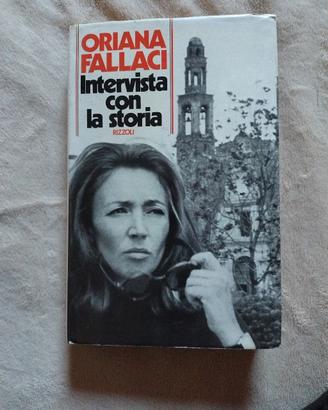 ORIANA
FALLACI
Intervista
con
la storia
RIZZOLI